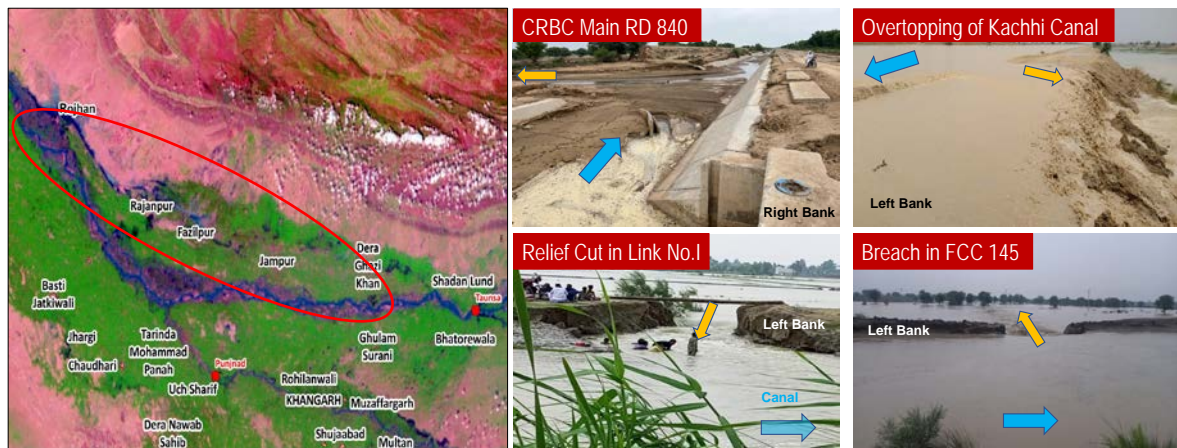 Rojhan
Rajanpur
Fazilpur
Jampur
Dera
Ghazi
Khan
Shadan Lund
Taunsa
Basti
Jatkiwali
Jhargi
Chaudhari
Tarinda
Mohammad
Panah
Ghulam
Surani
Bhatorewala
Punjnad
Uch Sharif
Rohilanwali
KHANGARH
Muzaffargarh
Dera Nawab
Sahib
Shujaabad
Multan
CRBC Main RD 840
Right Bank
Overtopping of Kachhi Canal
Left Bank
Relief Cut in Link No.I
Left Bank
Canal
Breach in FCC 145
Left Bank